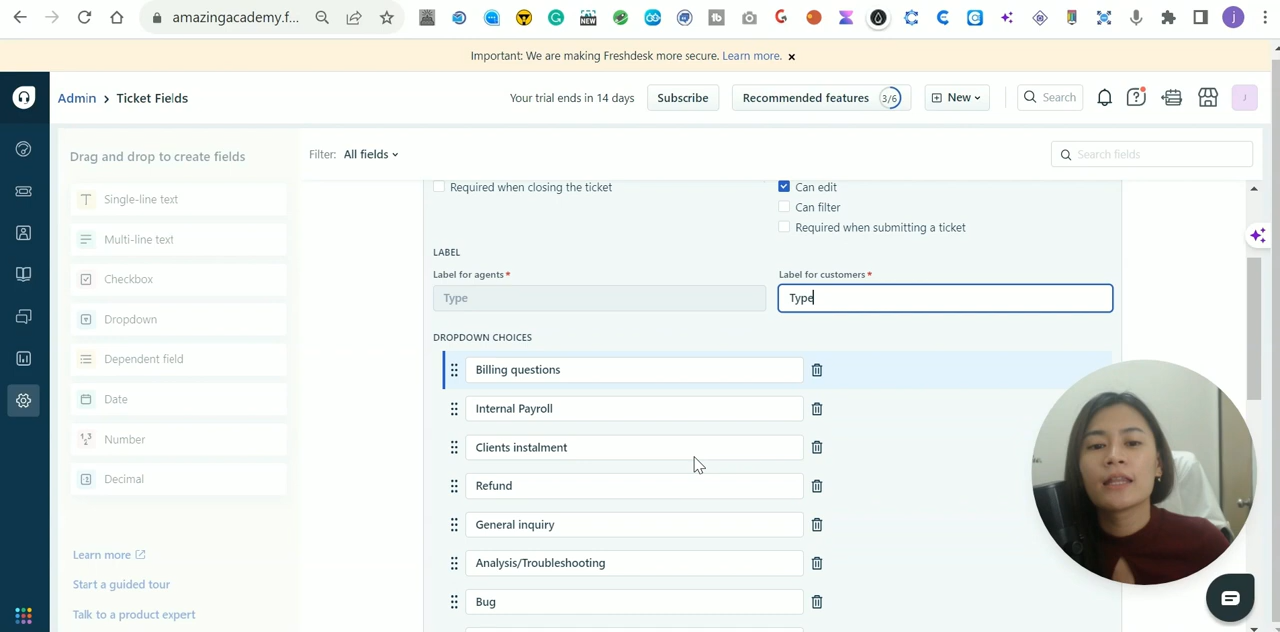 amazingacademy.f...
Important: We are making Freshdesk more secure. Learn more. ×
Admin > Ticket Fields
Your trial ends in 14 days
Subscribe
Recommended features 3/6
New
Search
J
Drag and drop to create fields
Filter: All fields
Search fields
Single-line text
Multi-line text
Checkbox
Dropdown
Dependent field
Date
Number
Decimal
Learn more
Start a guided tour
Talk to a product expert
Required when closing the ticket
Can edit
Can filter
Required when submitting a ticket
LABEL
Label for agents*
Label for customers*
Type
Type
DROPDOWN CHOICES
Billing questions
Internal Payroll
Clients instalment
Refund
General inquiry
Analysis/Troubleshooting
Bug